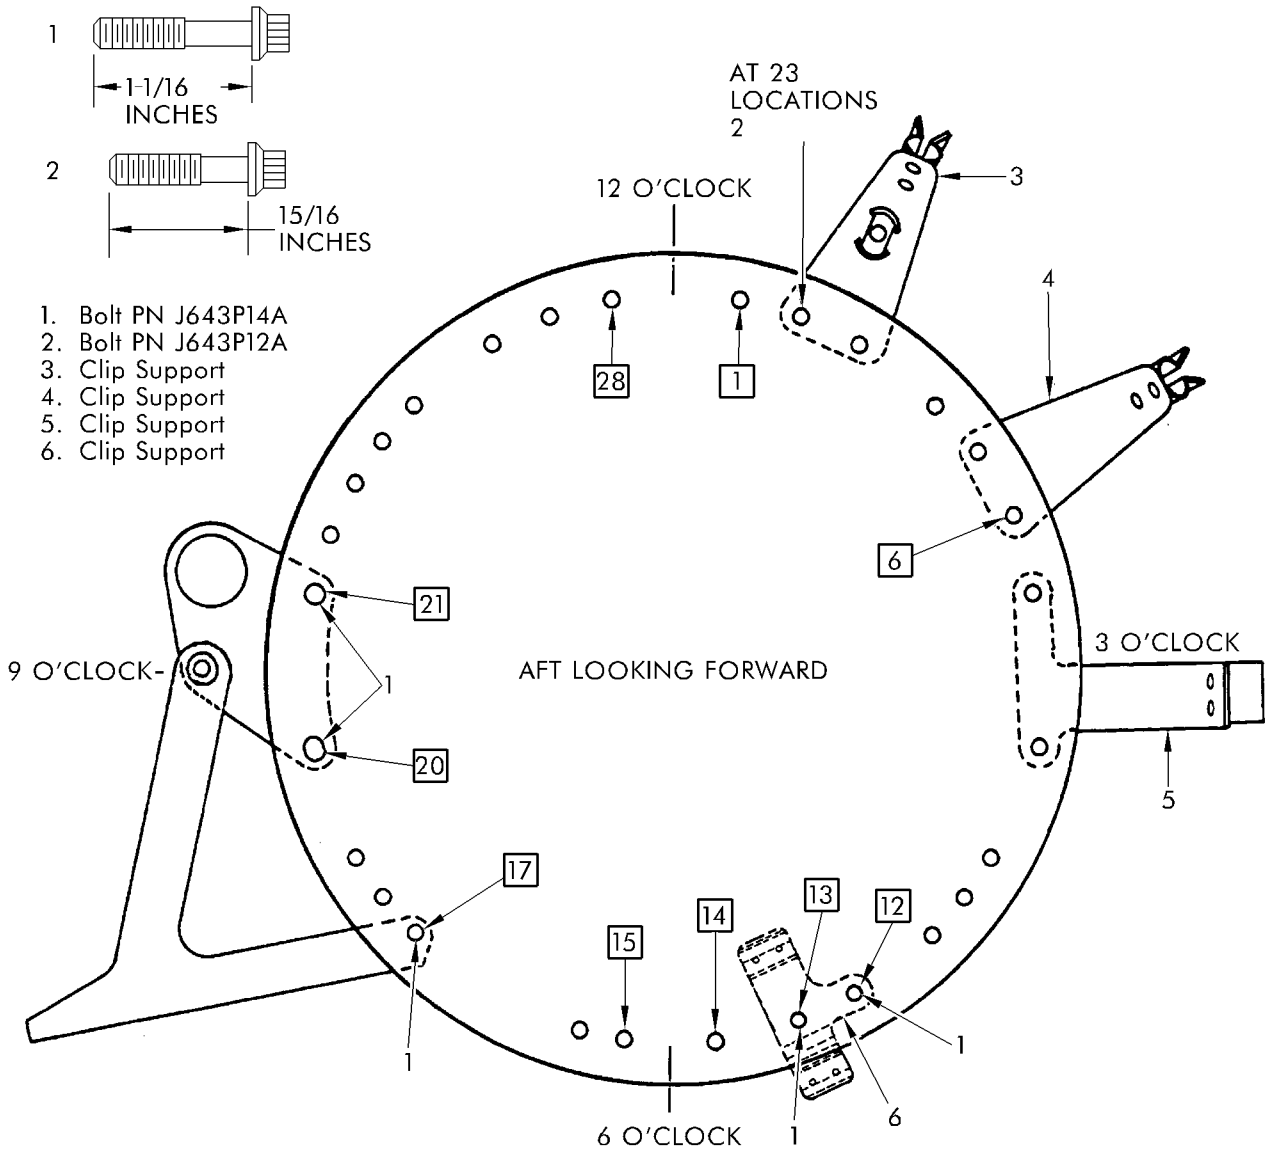 1
1-1/16
INCHES
2
15/16
INCHES
1. Bolt PN J643P14A
2. Bolt PN J643P12A
3. Clip Support
4. Clip Support
5. Clip Support
6. Clip Support
AT 23
LOCATIONS
2
12 O'CLOCK
3
4
28
1
6
21
1
20
9 O'CLOCK
AFT LOOKING FORWARD
3 O'CLOCK
5
17
13
12
14
15
1
1
6
1
6 O'CLOCK